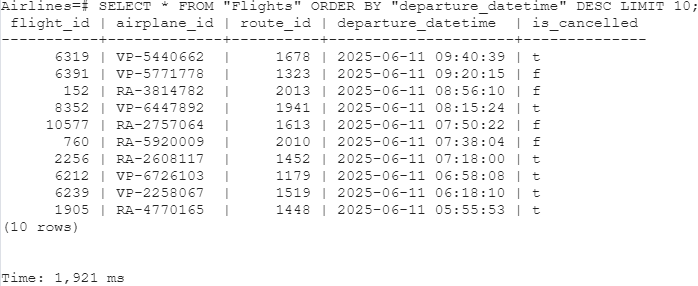 Airlines=# SELECT * FROM "Flights" ORDER BY "departure_datetime" DESC LIMIT 10;
 flight_id | airplane_id | route_id | departure_datetime  | is_cancelled
-----------+-------------+----------+---------------------+--------------
      6319 | VP-5440662  |     1678 | 2025-06-11 09:40:39 | t
      6391 | VP-5771778  |     1323 | 2025-06-11 09:20:15 | f
       152 | RA-3814782  |     2013 | 2025-06-11 08:56:10 | f
      8352 | VP-6447892  |     1941 | 2025-06-11 08:15:24 | t
     10577 | RA-2757064  |     1613 | 2025-06-11 07:50:22 | f
       760 | RA-5920009  |     2010 | 2025-06-11 07:38:04 | f
      2256 | RA-2608117  |     1452 | 2025-06-11 07:18:00 | t
      6212 | VP-6726103  |     1179 | 2025-06-11 06:58:08 | t
      6239 | VP-2258067  |     1519 | 2025-06-11 06:18:10 | t
      1905 | RA-4770165  |     1448 | 2025-06-11 05:55:53 | t
(10 rows)
Time: 1,921 ms